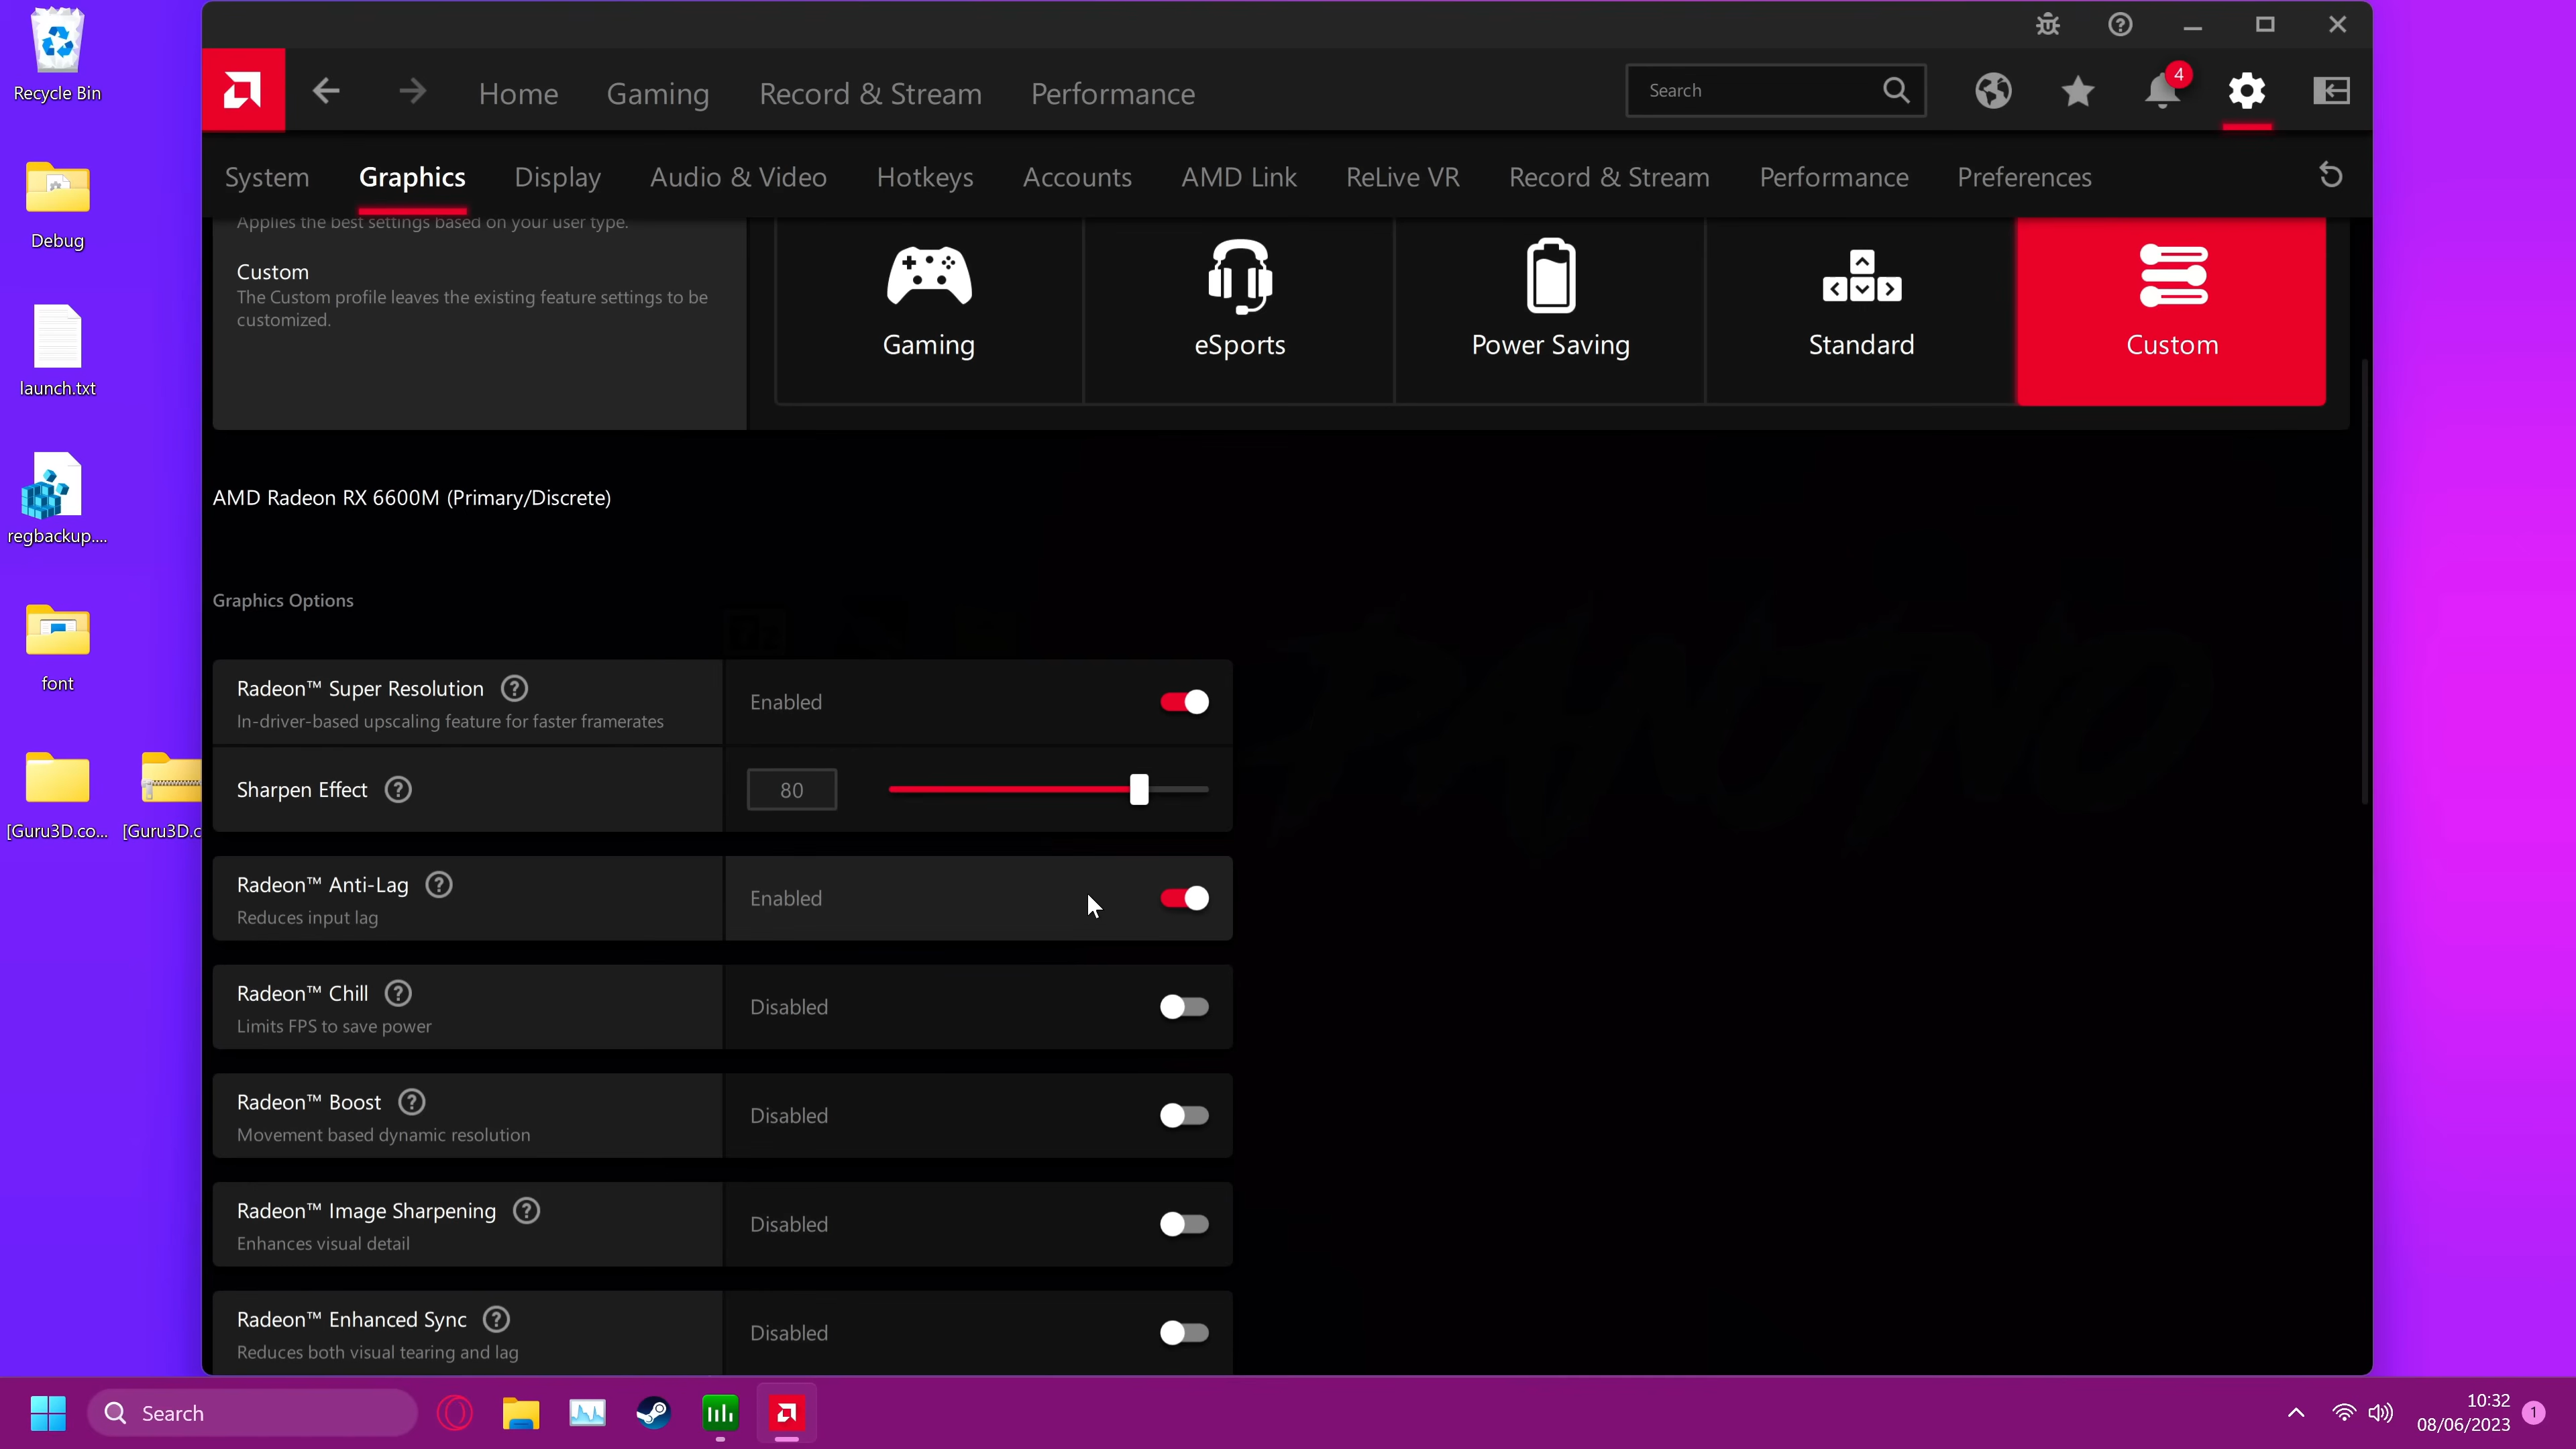 Recycle Bin
Debug
launch.txt
regbackup....
font
[Guru3D.co...
[Guru3D.c
4
Home
Gaming
Record & Stream
Performance
Search
System
Graphics
Display
Audio & Video
Hotkeys
Accounts
AMD Link
ReLive VR
Record & Stream
Performance
Preferences
Applies the best settings based on your user type.
Custom
The Custom profile leaves the existing feature settings to be
customized.
Gaming
eSports
Power Saving
Standard
Custom
AMD Radeon RX 6600M (Primary/Discrete)
Graphics Options
Radeon™ Super Resolution
In-driver-based upscaling feature for faster framerates
Enabled
Sharpen Effect
80
Radeon™ Anti-Lag
Reduces input lag
Enabled
Radeon™ Chill
Limits FPS to save power
Disabled
Radeon™ Boost
Movement based dynamic resolution
Disabled
Radeon™ Image Sharpening
Enhances visual detail
Disabled
Radeon™ Enhanced Sync
Reduces both visual tearing and lag
Disabled
Search
10:32
08/06/2023
1